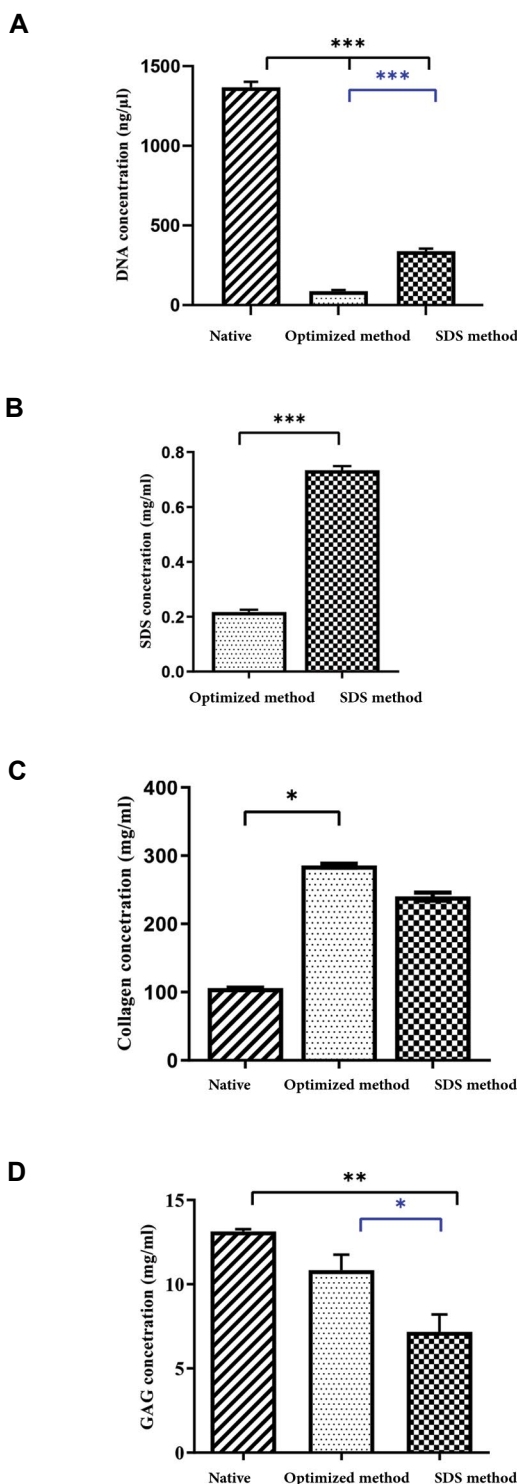 A
***
***
DNA concentration (ng/µl)
1500
1000
500
0
Native Optimized method SDS method
B
***
SDS concetration (mg/ml)
0.8
0.6
0.4
0.2
0.0
Optimized method SDS method
C
*
Collagen concetration (mg/ml)
400
300
200
100
0
Native Optimized method SDS method
D
**
*
GAG concetration (mg/ml)
15
10
5
0
Native Optimized method SDS method